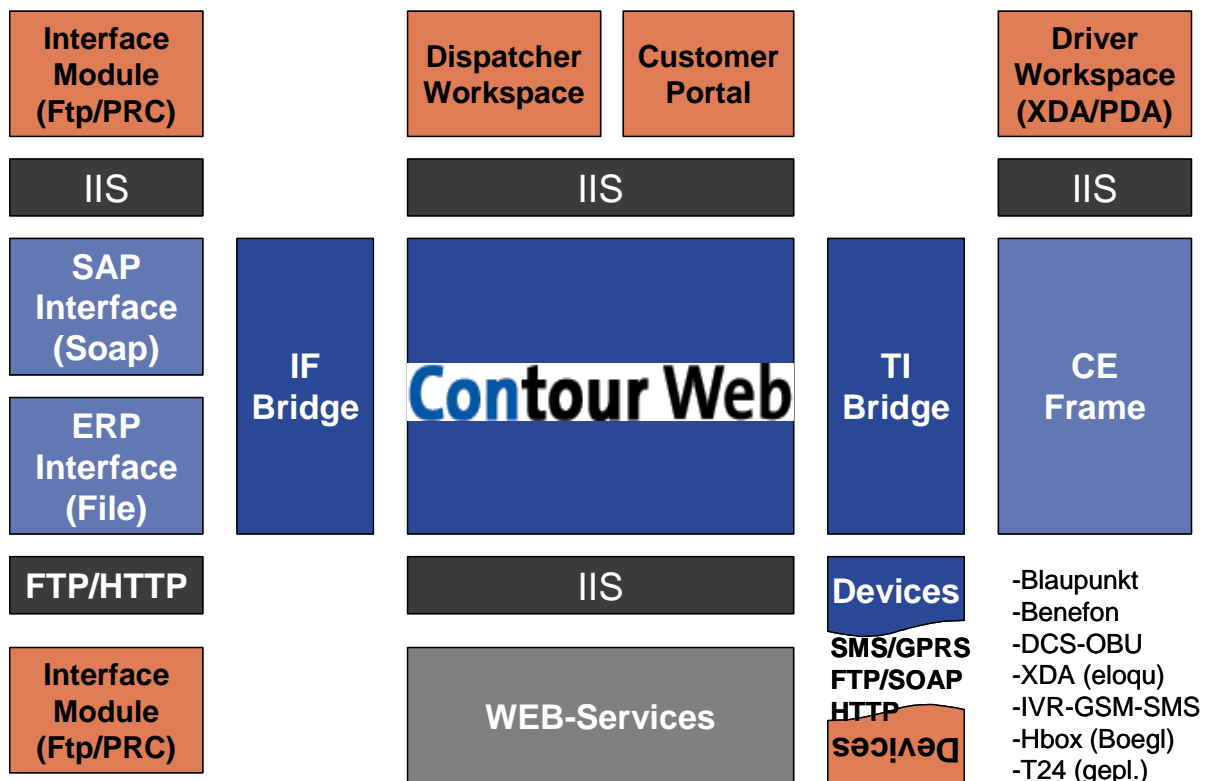 Interface
Module
(Ftp/PRC)
Dispatcher
Workspace
Customer
Portal
Driver
Workspace
(XDA/PDA)
IIS
IIS
IIS
SAP
Interface
(Soap)
ERP
Interface
(File)
IF
Bridge
Contour Web
TI
Bridge
CE
Frame
FTP/HTTP
IIS
Devices
SMS/GPRS
FTP/SOAP
HTTP
Devices
-Blaupunkt
-Benefon
-DCS-OBU
-XDA (eloqu)
-IVR-GSM-SMS
-Hbox (Boegl)
-T24 (gepl.)
Interface
Module
(Ftp/PRC)
WEB-Services